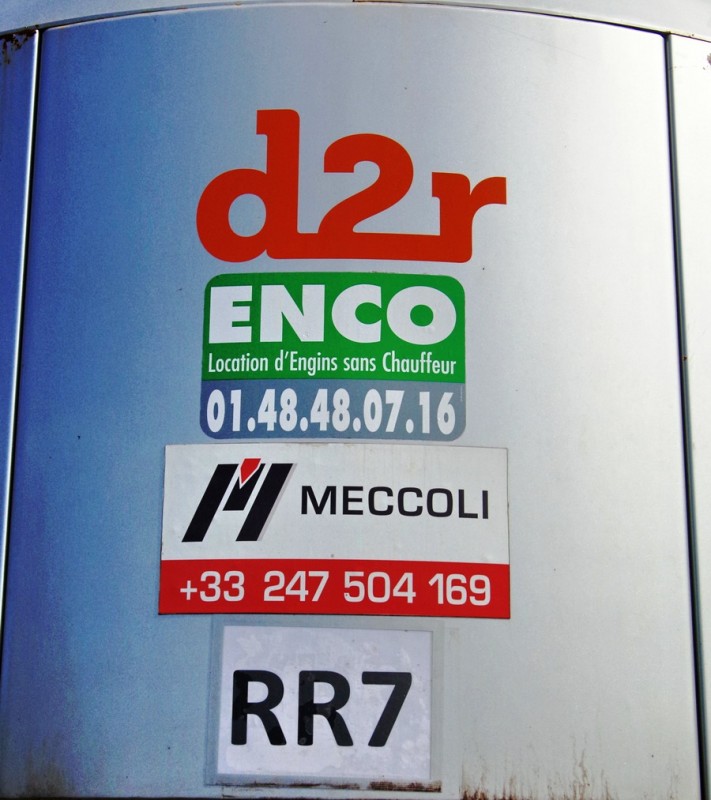 d2r
ENCO
Location d'Engins sans Chauffeur
01.48.48.07.16
MECCOLI
+33 247 504 169
RR7